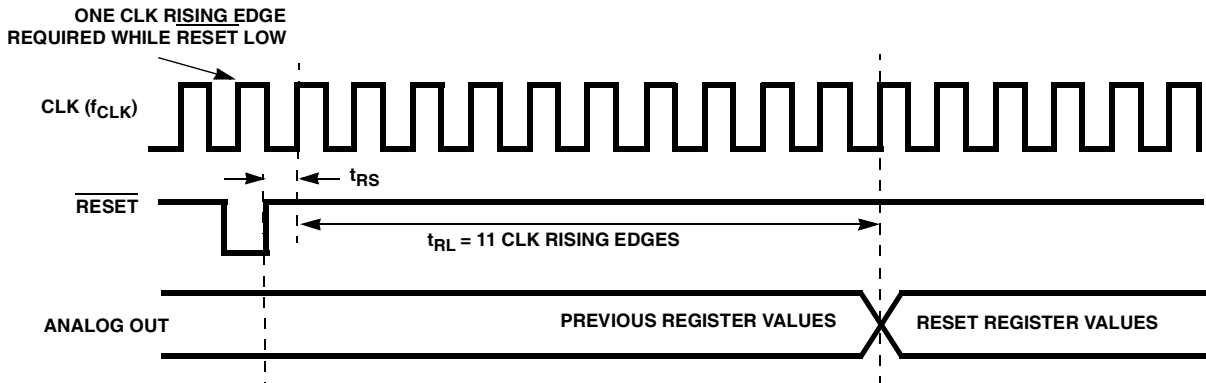 ONE CLK RISING EDGE
REQUIRED WHILE RESET LOW
CLK (fCLK)
tRS
RESET
tRL = 11 CLK RISING EDGES
ANALOG OUT
PREVIOUS REGISTER VALUES
RESET REGISTER VALUES